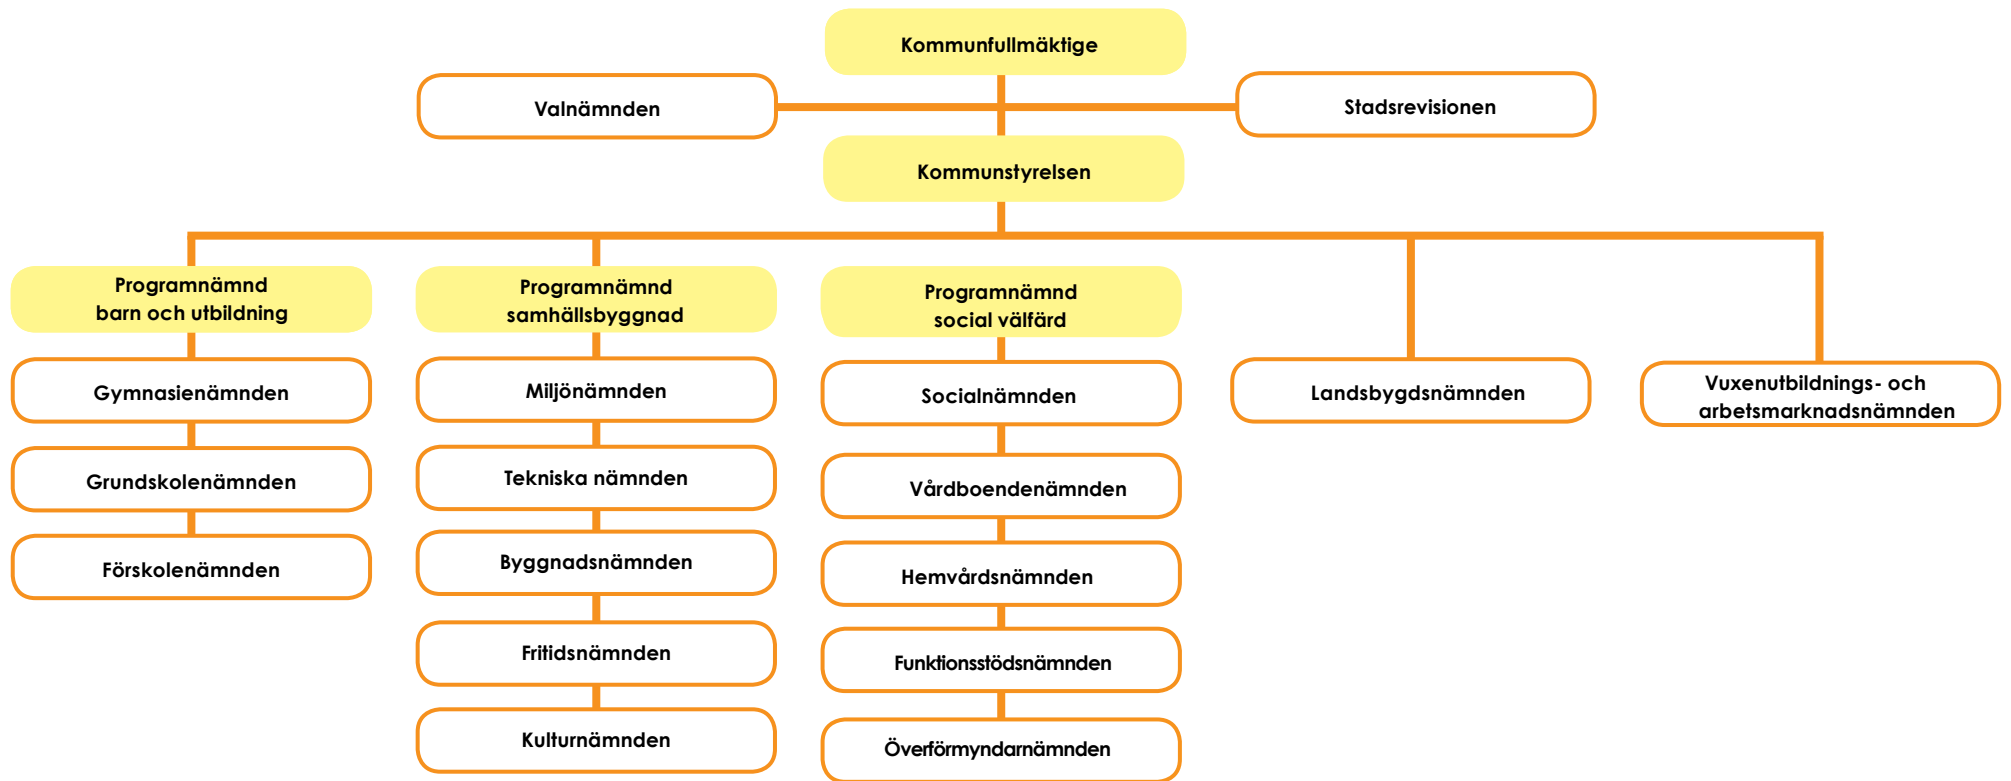 Kommunfullmäktige
Valnämnden
Stadsrevisionen
Kommunstyrelsen
Programnämnd
barn och utbildning
Gymnasienämnden
Grundskolenämnden
Förskolenämnden
Programnämnd
samhällsbyggnad
Miljönämnden
Tekniska nämnden
Byggnadsnämnden
Fritidsnämnden
Kulturnämnden
Programnämnd
social välfärd
Socialnämnden
Vårdboendenämnden
Hemvårdsnämnden
Funktionsstödsnämnden
Överförmyndarnämnden
Landsbygdsnämnden
Vuxenutbildnings- och
arbetsmarknadsnämnden